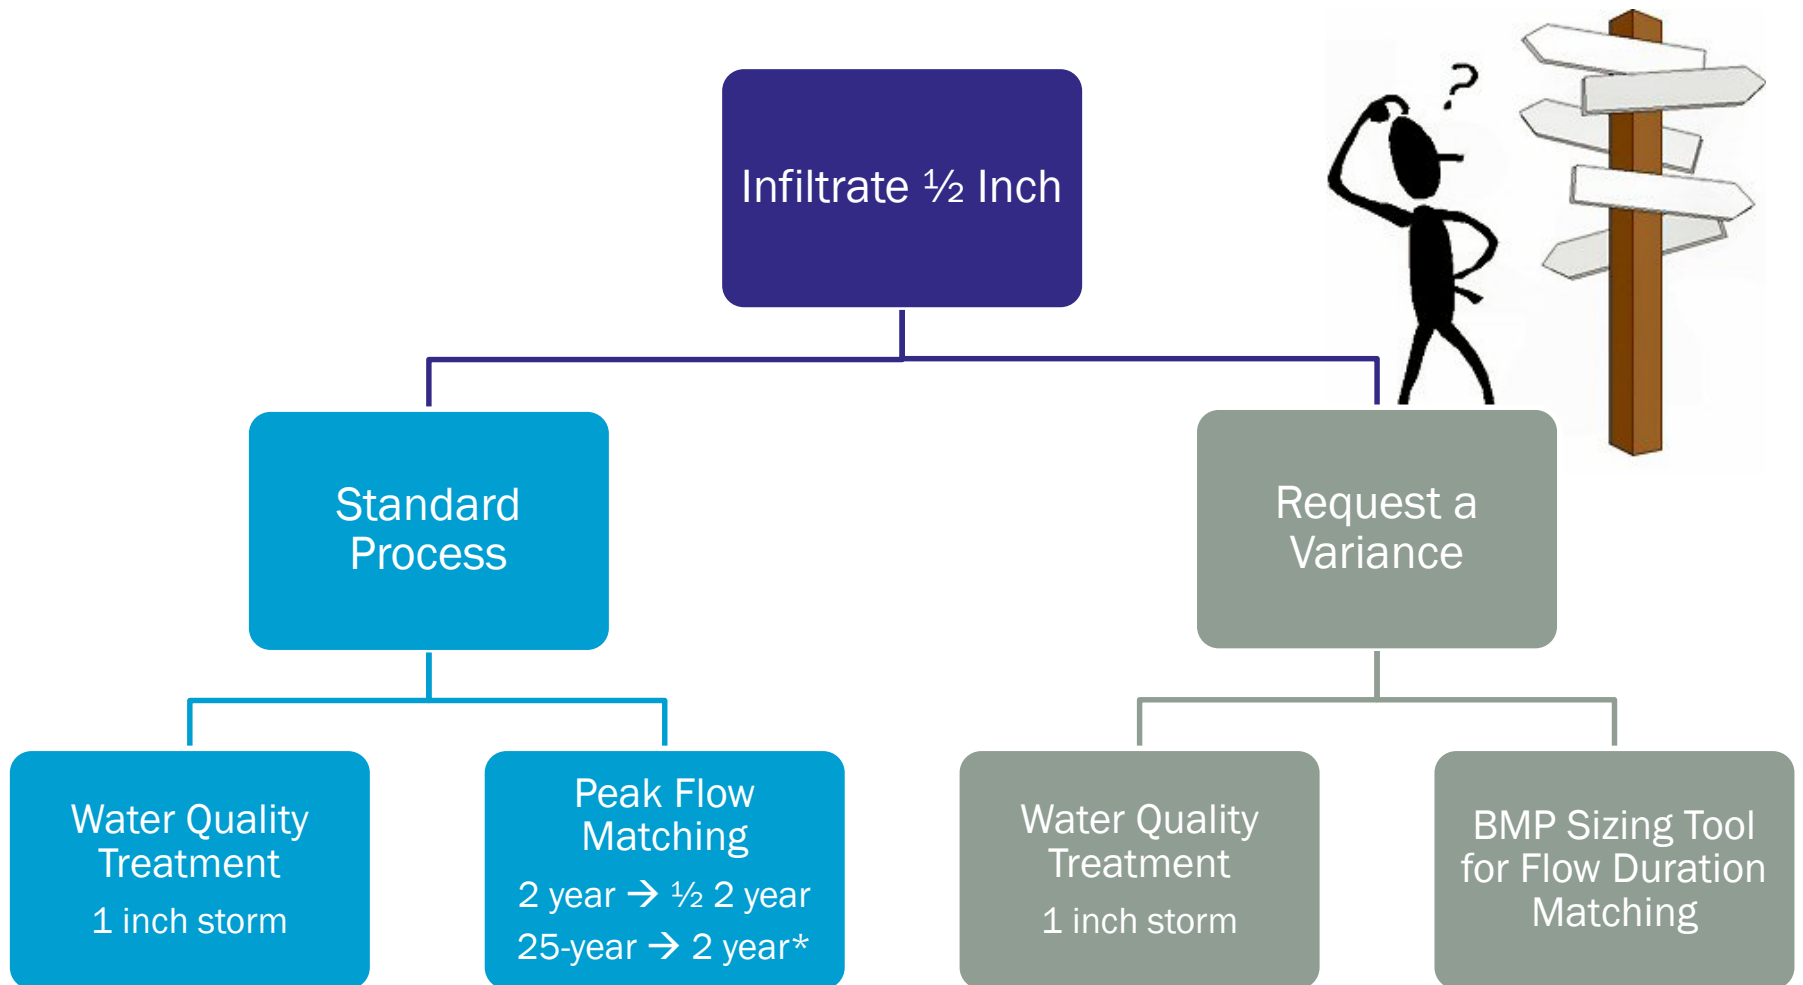 ?
Infiltrate ½ Inch
Standard
Process
Request a
Variance
Water Quality
Treatment
1 inch storm
Peak Flow
Matching
2 year → ½ 2 year
25-year → 2 year*
Water Quality
Treatment
1 inch storm
BMP Sizing Tool
for Flow Duration
Matching